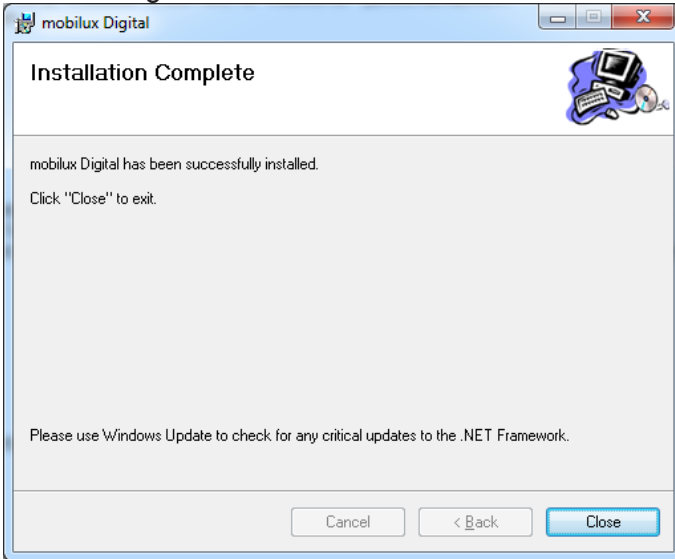 mobilux Digital
Installation Complete
mobilux Digital has been successfully installed.
Click "Close" to exit.
Please use Windows Update to check for any critical updates to the .NET Framework.
Cancel
< Back
Close